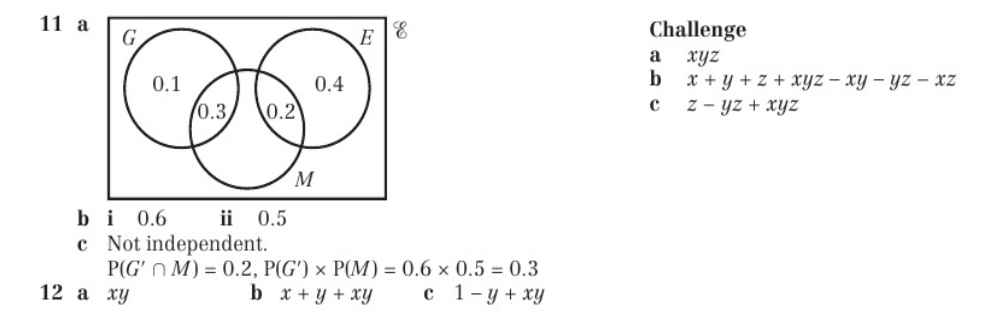 11 a
G
E
ℰ
0.1
0.4
0.3
0.2
M
b i 0.6 ii 0.5
c Not independent.
P(G′ ∩ M) = 0.2, P(G′) × P(M) = 0.6 × 0.5 = 0.3
12 a xy b x + y + xy c 1 − y + xy
Challenge
a xyz
b x + y + z + xyz − xy − yz − xz
c z − yz + xyz